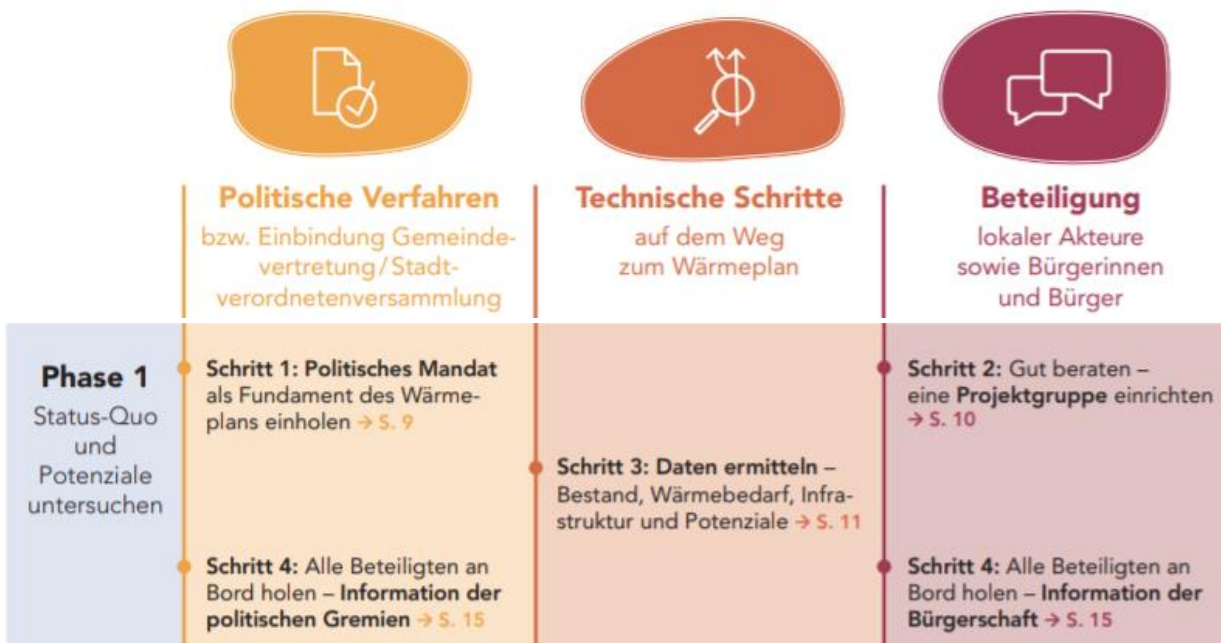 Politische Verfahren
bzw. Einbindung Gemeinde-
vertretung/Stadt-
verordnetenversammlung
Technische Schritte
auf dem Weg
zum Wärmeplan
Beteiligung
lokaler Akteure
sowie Bürgerinnen
und Bürger
Phase 1
Status-Quo
und
Potenziale
untersuchen
Schritt 1: Politisches Mandat
als Fundament des Wärme-
plans einholen → S. 9
Schritt 2: Gut beraten –
eine Projektgruppe einrichten
→ S. 10
Schritt 3: Daten ermitteln –
Bestand, Wärmebedarf, Infra-
struktur und Potenziale → S. 11
Schritt 4: Alle Beteiligten an
Bord holen – Information der
politischen Gremien → S. 15
Schritt 4: Alle Beteiligten an
Bord holen – Information der
Bürgerschaft → S. 15